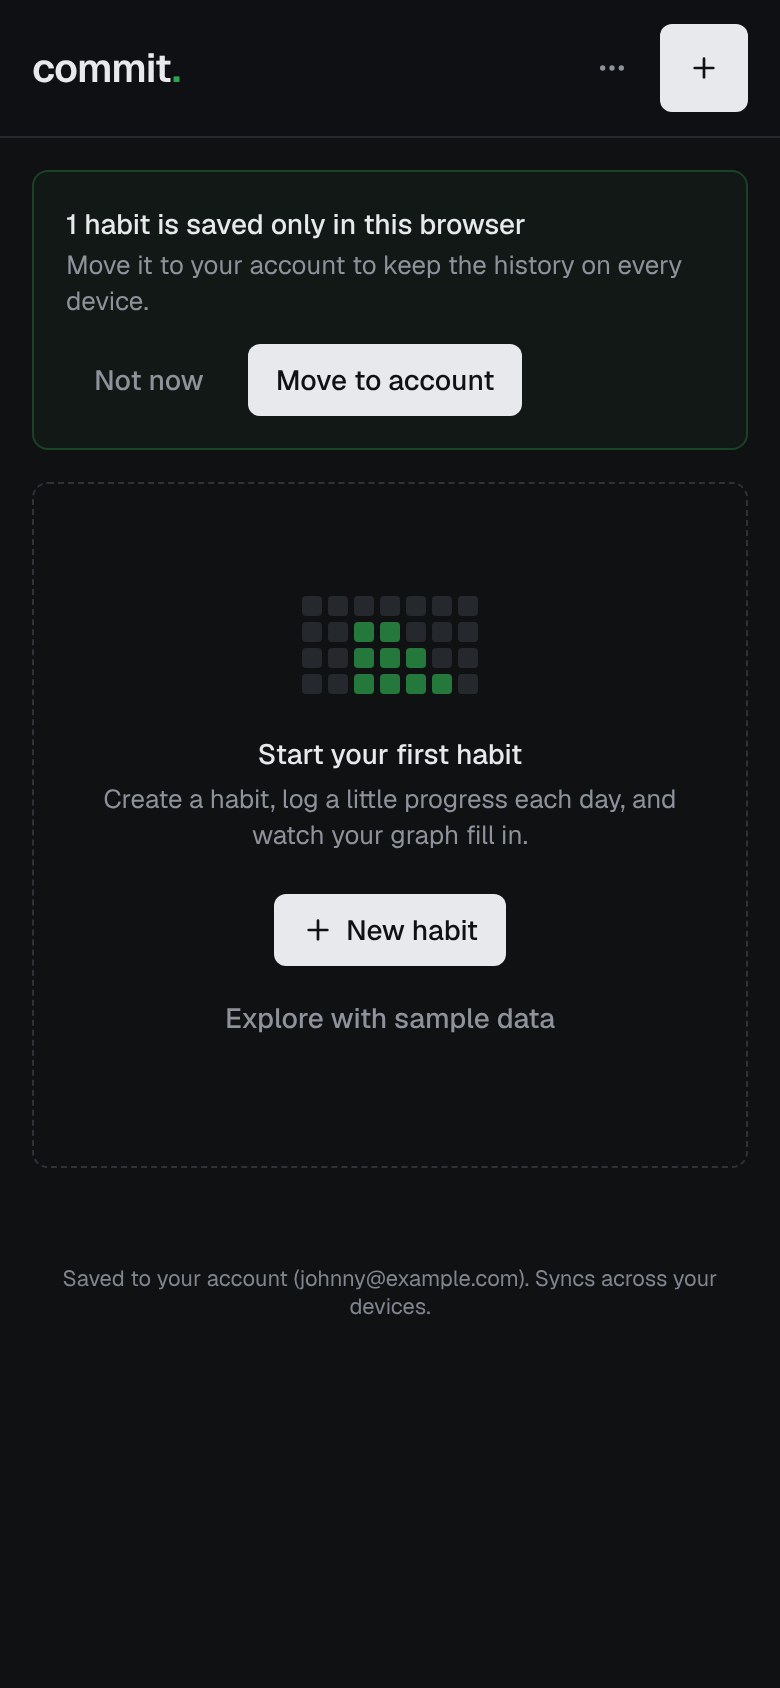 commit.
1 habit is saved only in this browser
Move it to your account to keep the history on every
device.
Not now
Move to account
Start your first habit
Create a habit, log a little progress each day, and
watch your graph fill in.
New habit
Explore with sample data
Saved to your account (johnny@example.com). Syncs across your
devices.